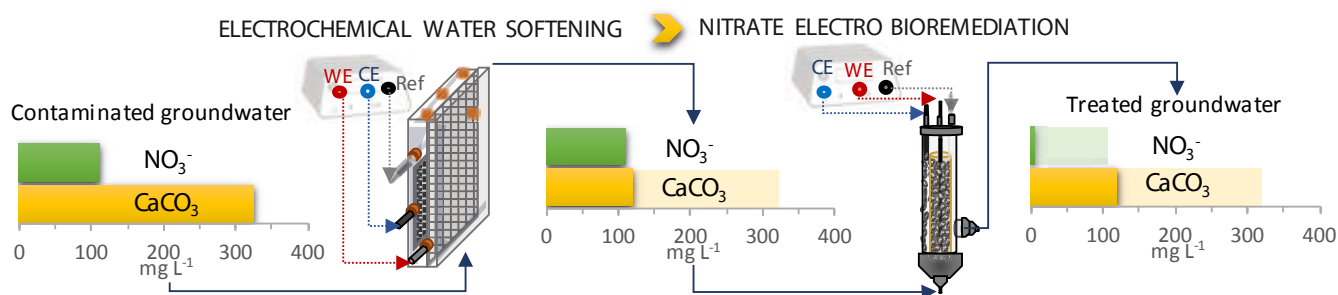 ELECTROCHEMICAL WATER SOFTENING NITRATE ELECTRO BIOREMEDIATION
WE CE Ref
CE WE Ref
Contaminated groundwater
NO₃⁻
CaCO₃
0 100 200 300 400
mg L⁻¹
NO₃⁻
CaCO₃
0 100 200 300 400
mg L⁻¹
Treated groundwater
NO₃⁻
CaCO₃
0 100 200 300 400
mg L⁻¹